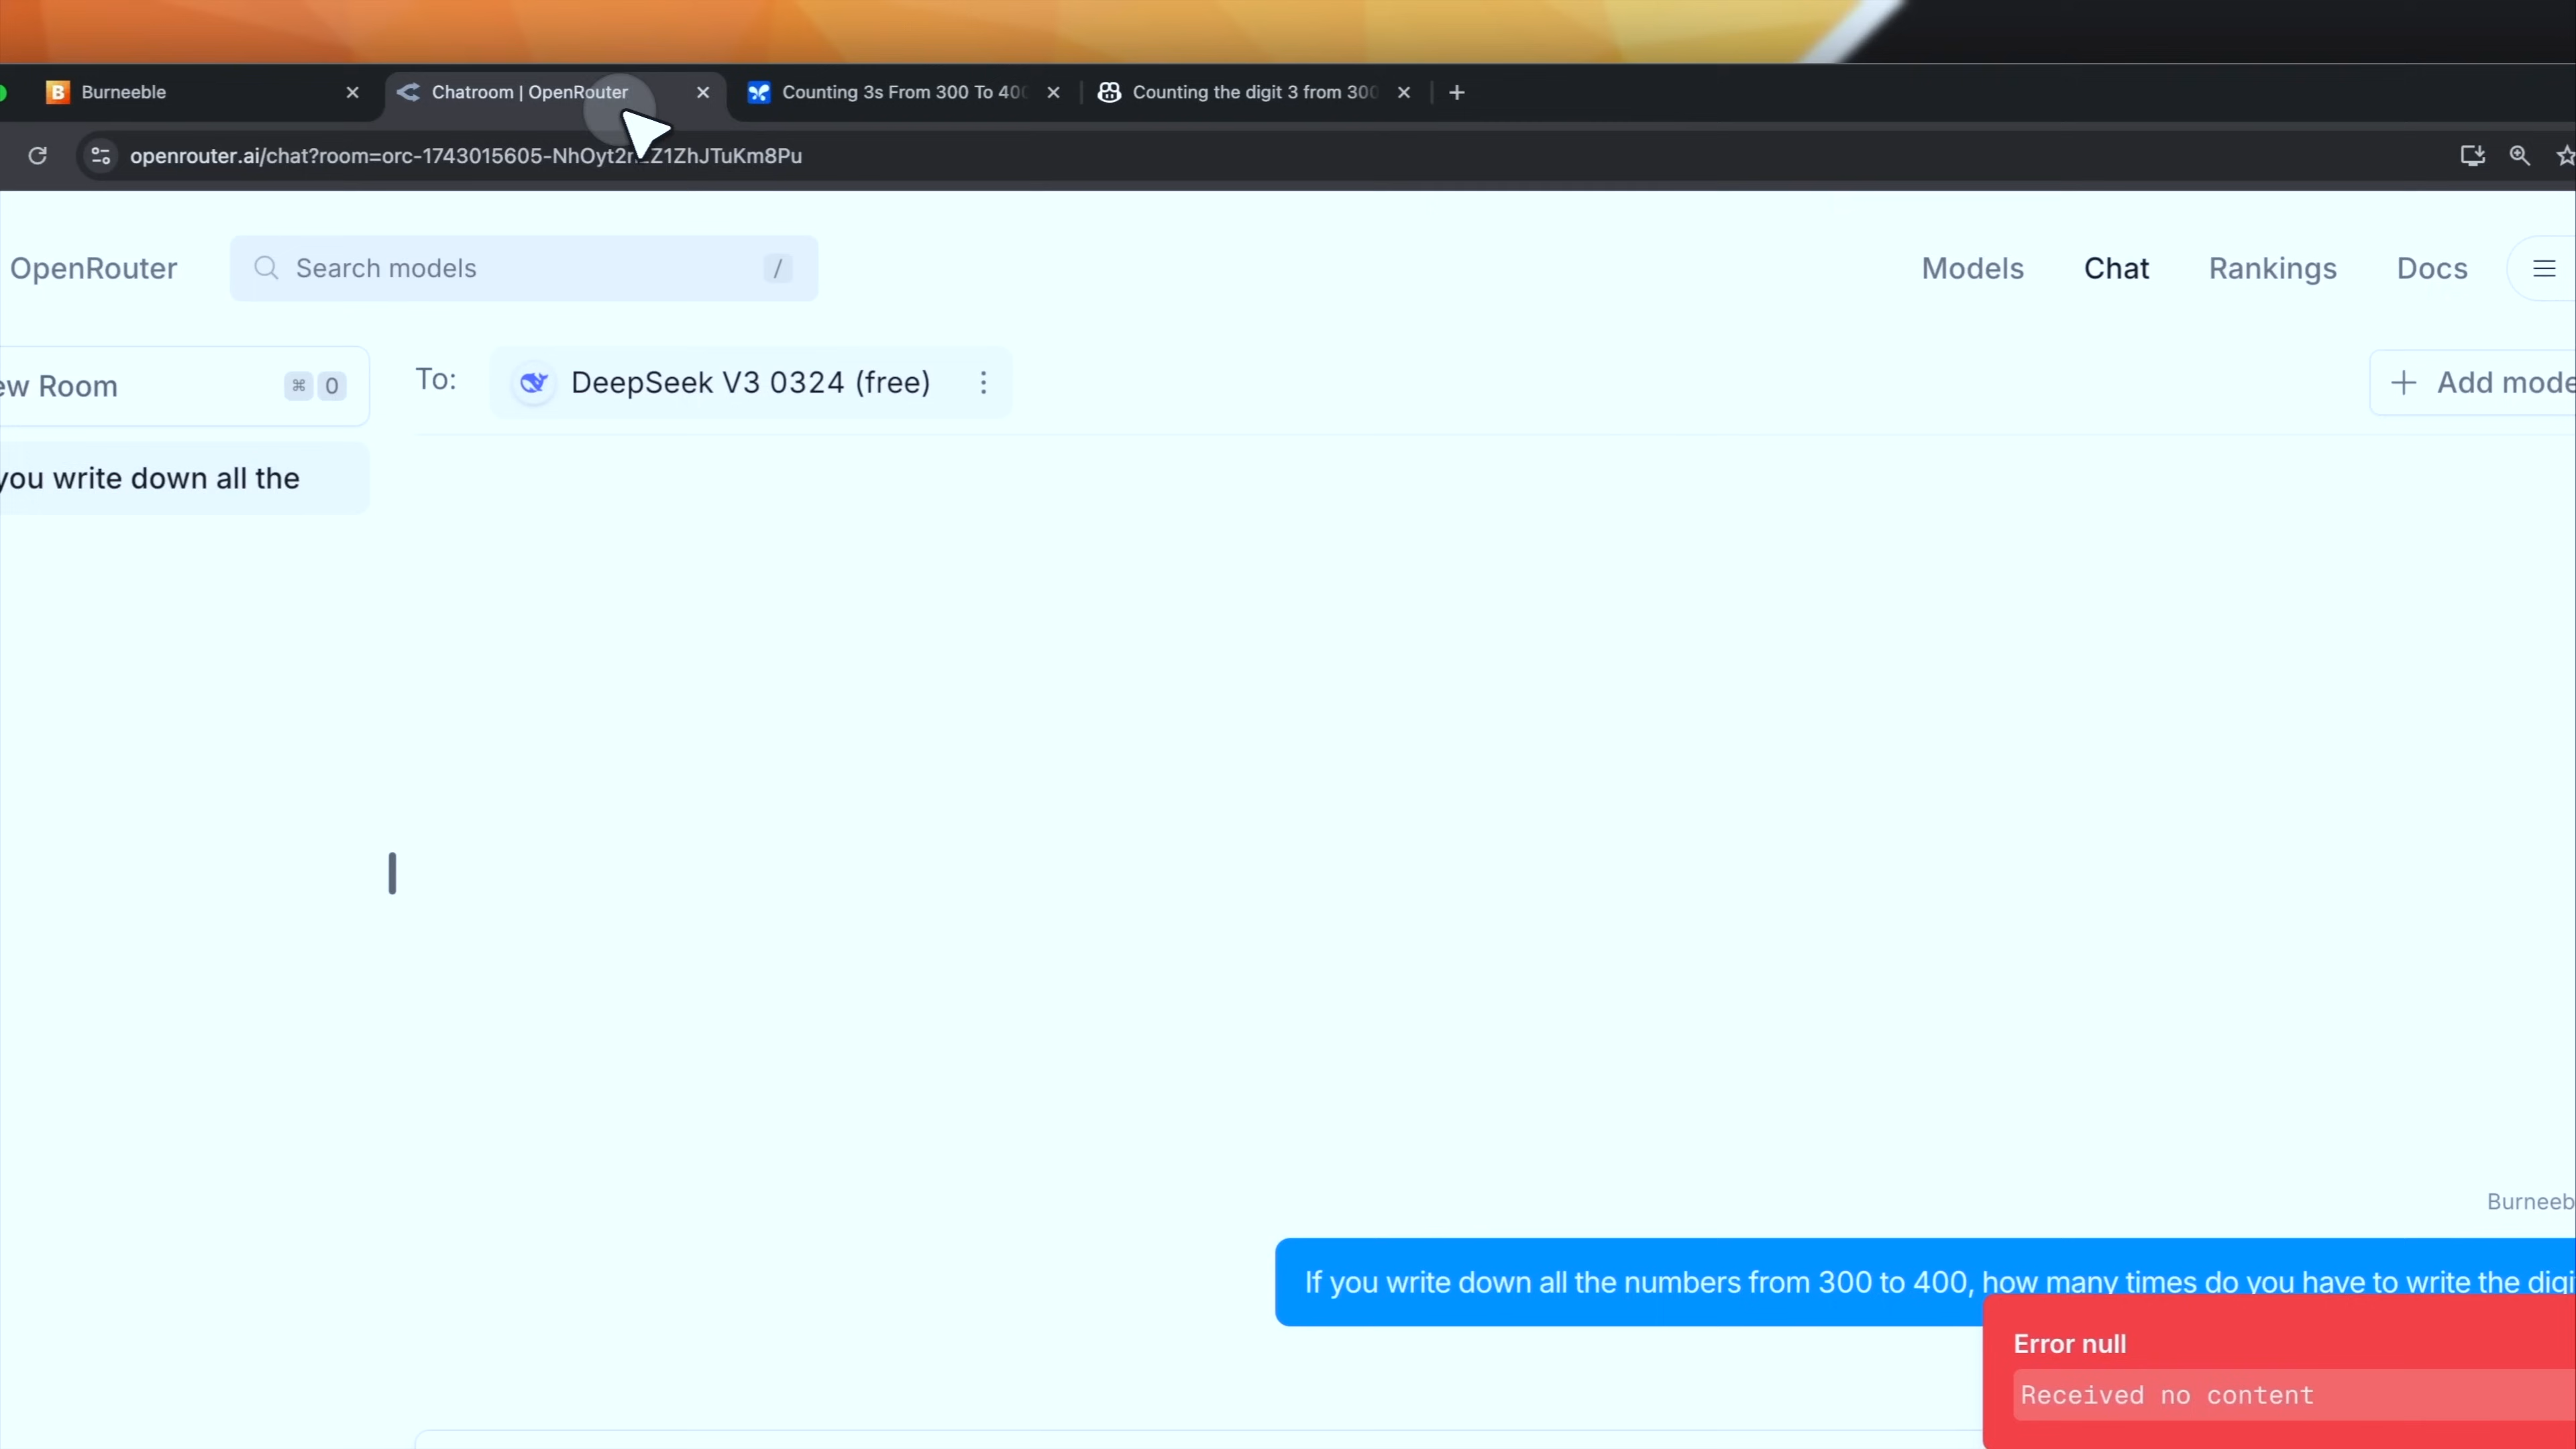 Burneeble
Chatroom | OpenRouter
Counting 3s From 300 To 400
Counting the digit 3 from 300
openrouter.ai/chat?room=orc-1743015605-NhOyt2r Z1ZhJTuKm8Pu
OpenRouter
Search models
/
Models
Chat
Rankings
Docs
ew Room
⌘ 0
To:
DeepSeek V3 0324 (free)
Add mode
you write down all the
Burneeb
If you write down all the numbers from 300 to 400, how many times do you have to write the digi
Error null
Received no content